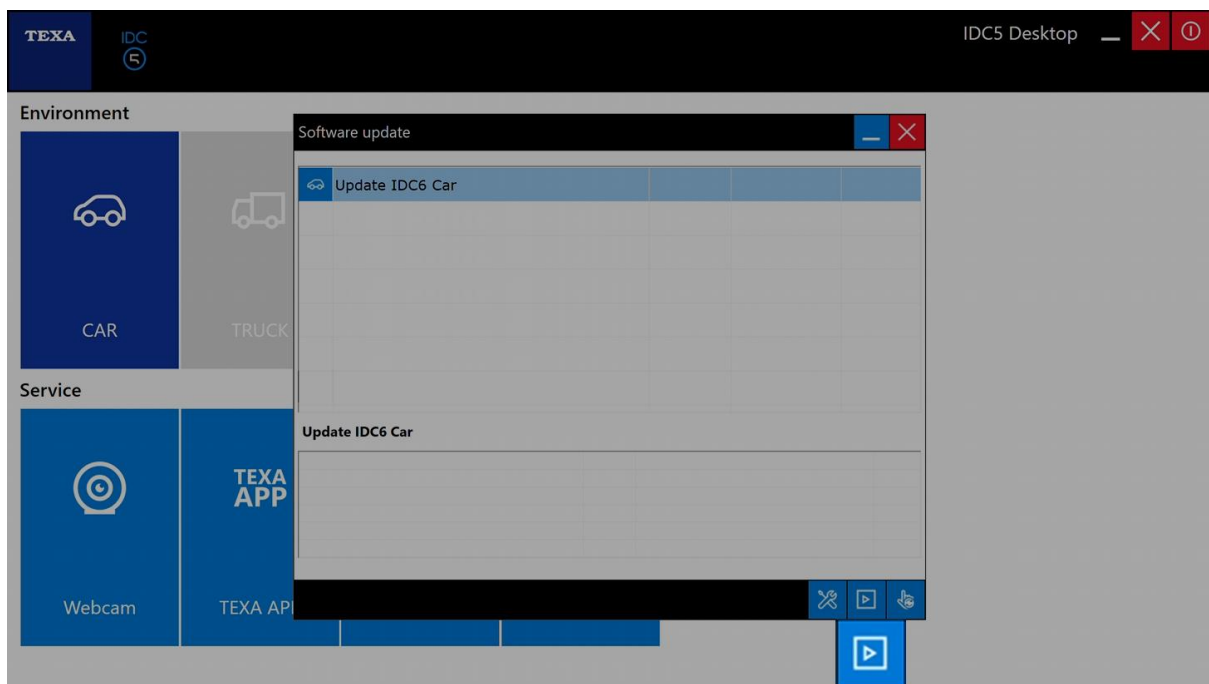 TEXA
IDC
5
IDC5 Desktop
Environment
Software update
Update IDC6 Car
CAR
TRUCK
Service
Update IDC6 Car
TEXA
APP
Webcam
TEXA AP